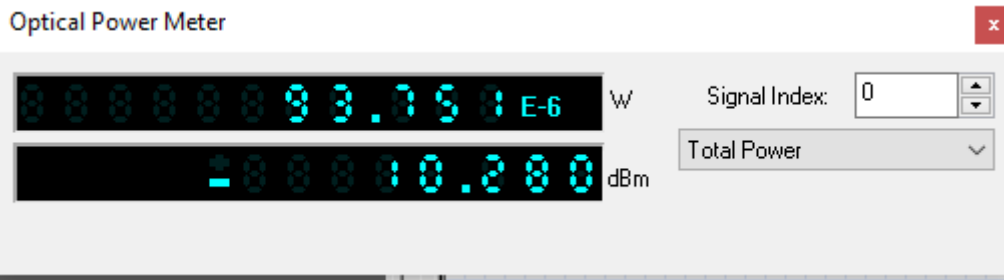 Optical Power Meter x
93.751 E-6 W Signal Index: 0
Total Power
- 10.280 dBm